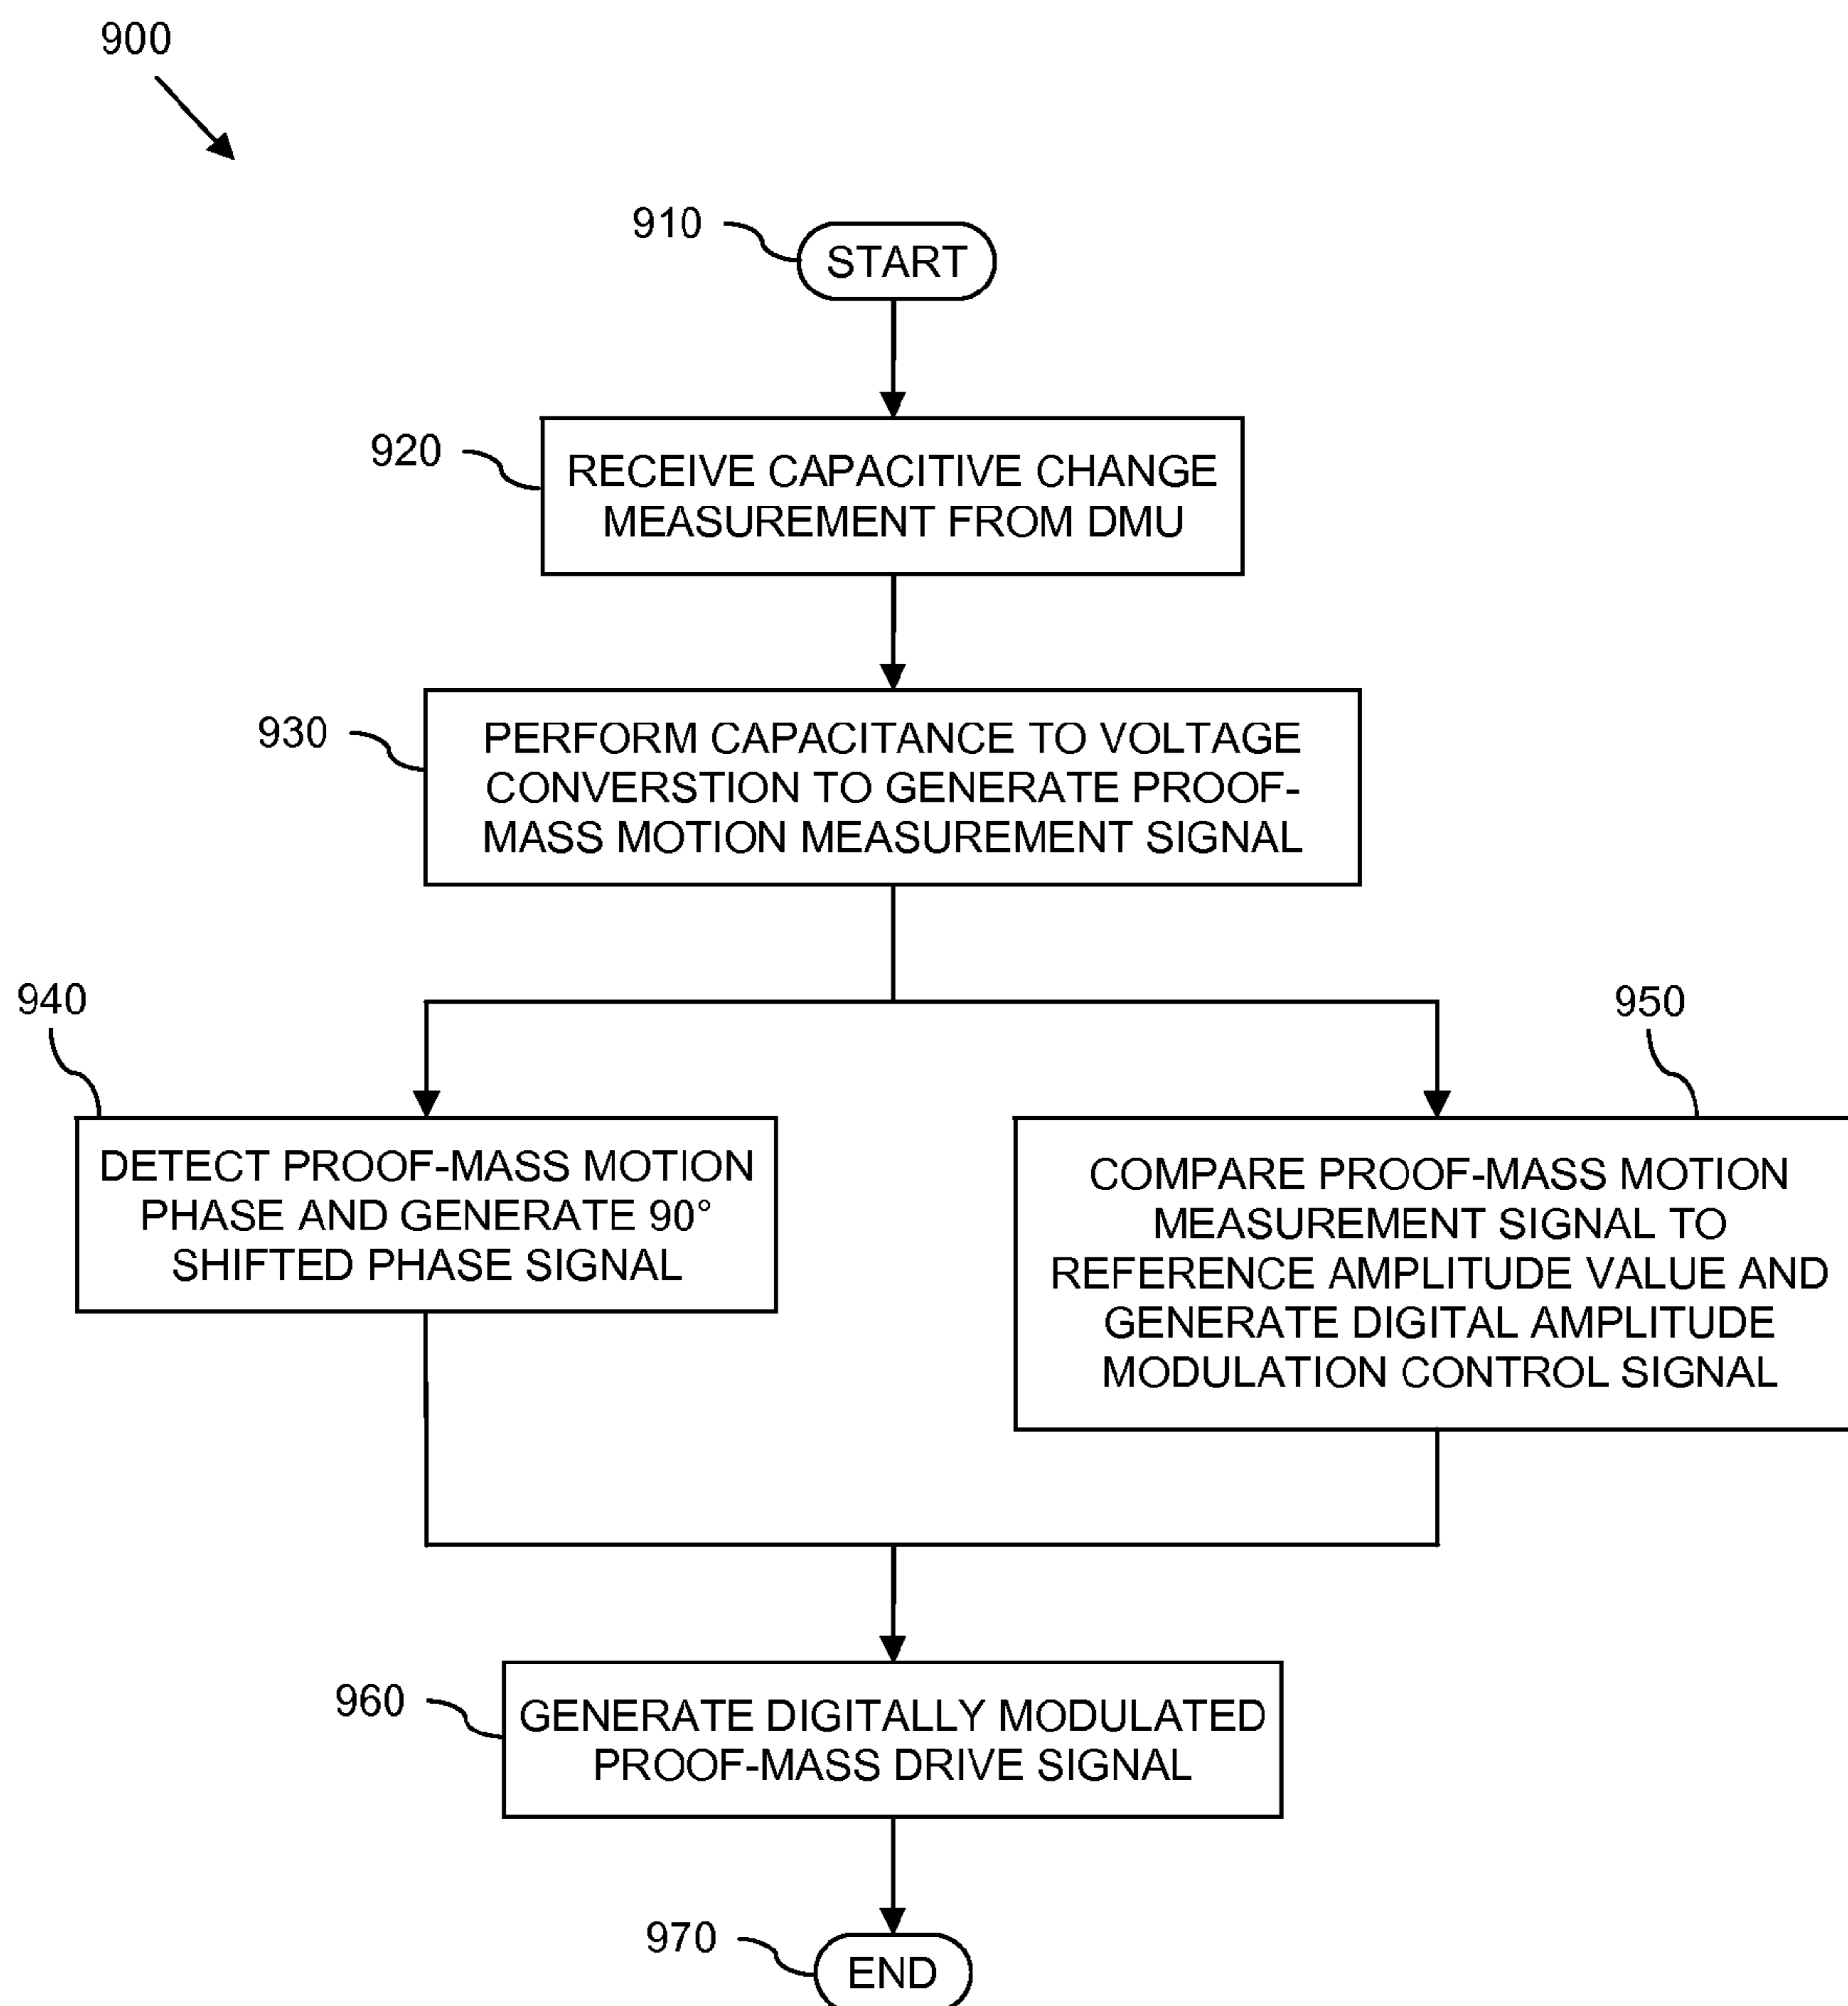 900
910
START
920
RECEIVE CAPACITIVE CHANGE
MEASUREMENT FROM DMU
930
PERFORM CAPACITANCE TO VOLTAGE
CONVERSTION TO GENERATE PROOF-
MASS MOTION MEASUREMENT SIGNAL
940
DETECT PROOF-MASS MOTION
PHASE AND GENERATE 90°
SHIFTED PHASE SIGNAL
950
COMPARE PROOF-MASS MOTION
MEASUREMENT SIGNAL TO
REFERENCE AMPLITUDE VALUE AND
GENERATE DIGITAL AMPLITUDE
MODULATION CONTROL SIGNAL
960
GENERATE DIGITALLY MODULATED
PROOF-MASS DRIVE SIGNAL
970
END